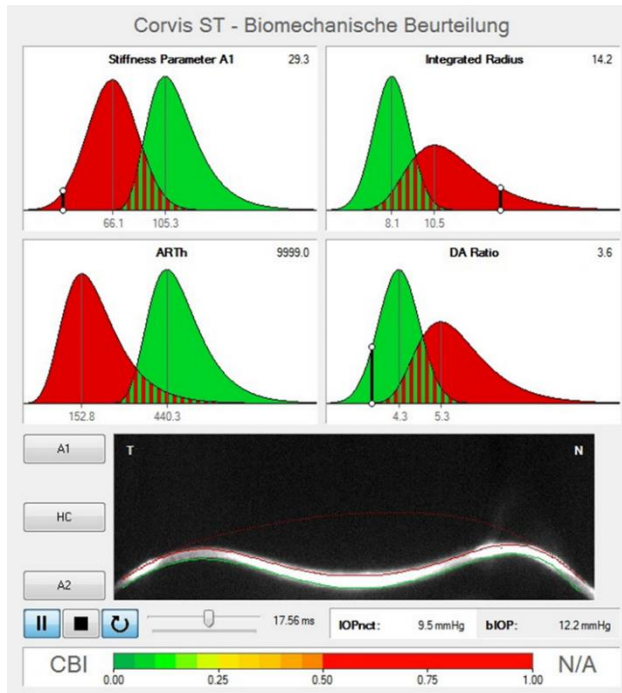 Corvis ST - Biomechanische Beurteilung
Stiffness Parameter A1 29.3
66.1 105.3
Integrated Radius 14.2
8.1 10.5
ARTh 9999.0
152.8 440.3
DA Ratio 3.6
4.3 5.3
A1
HC
A2
T N
17.56 ms
IOPnct: 9.5 mmHg bIOP: 12.2 mmHg
CBI N/A
0.00 0.25 0.50 0.75 1.00